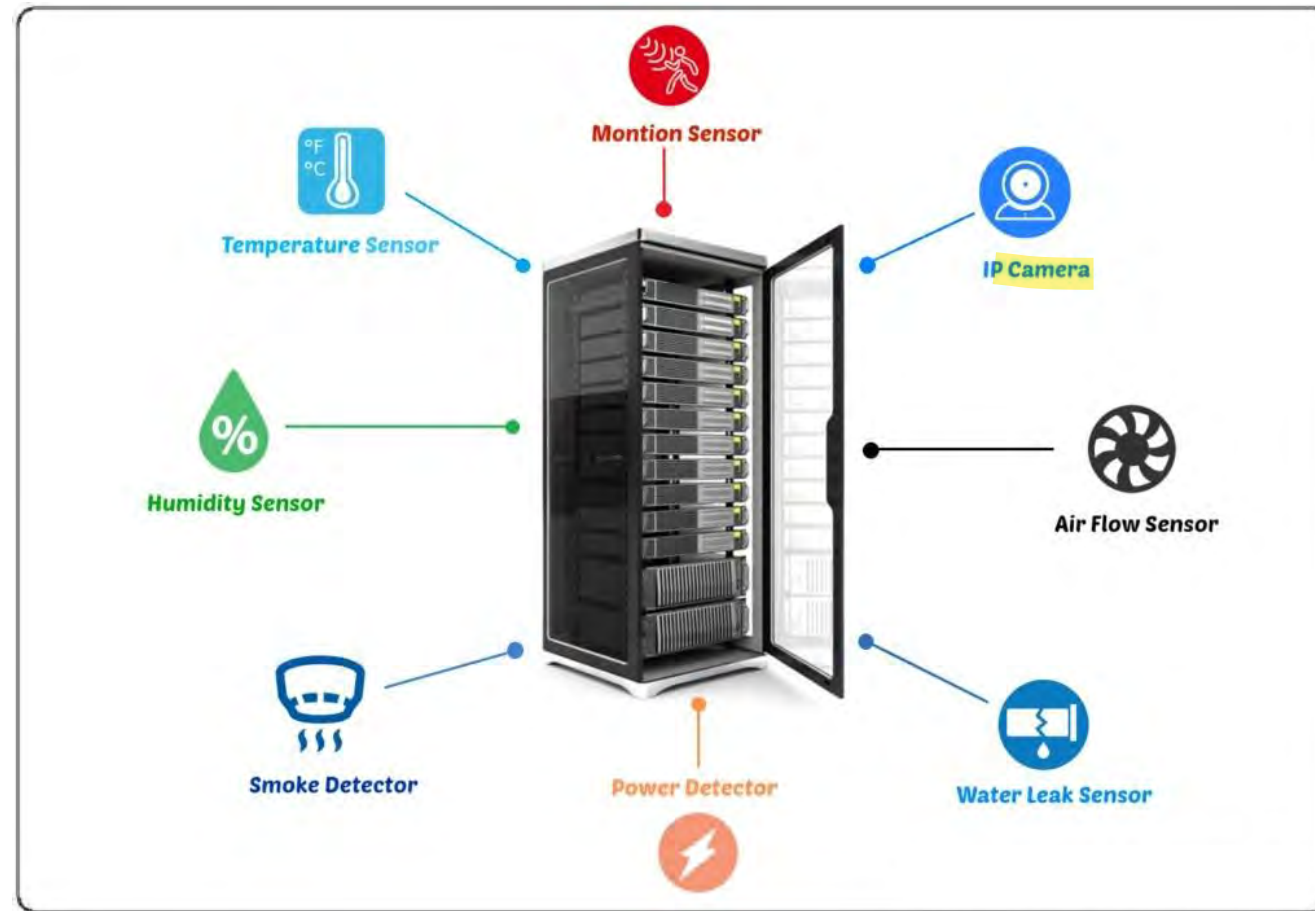 Montion Sensor
°F
°C
Temperature Sensor
IP Camera
%
Humidity Sensor
Air Flow Sensor
Smoke Detector
Power Detector
Water Leak Sensor